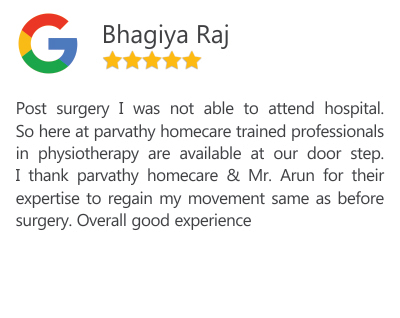 Bhagiya Raj
Post surgery I was not able to attend hospital.
So here at parvathy homecare trained professionals
in physiotherapy are available at our door step.
I thank parvathy homecare & Mr. Arun for their
expertise to regain my movement same as before
surgery. Overall good experience